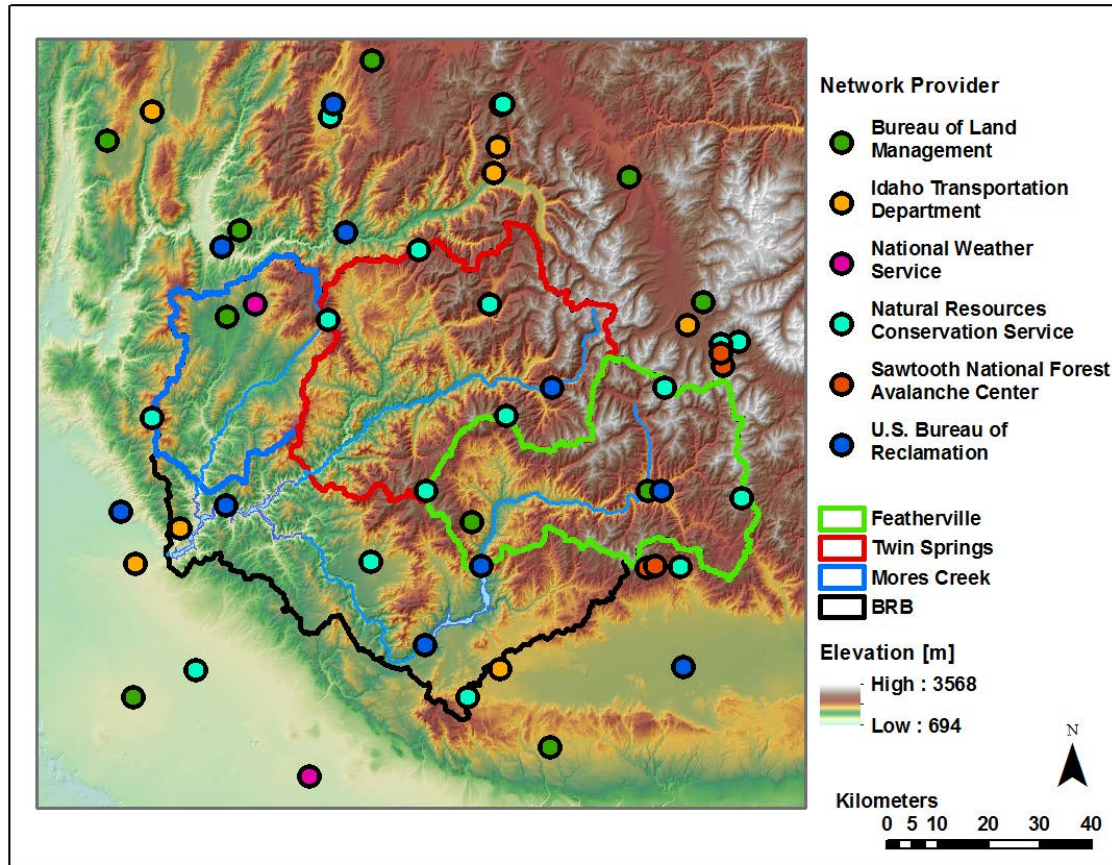 Network Provider
Bureau of Land
Management
Idaho Transportation
Department
National Weather
Service
Natural Resources
Conservation Service
Sawtooth National Forest
Avalanche Center
U.S. Bureau of
Reclamation
Featherville
Twin Springs
Mores Creek
BRB
Elevation [m]
High : 3568
Low : 694
N
Kilometers
0 5 10 20 30 40